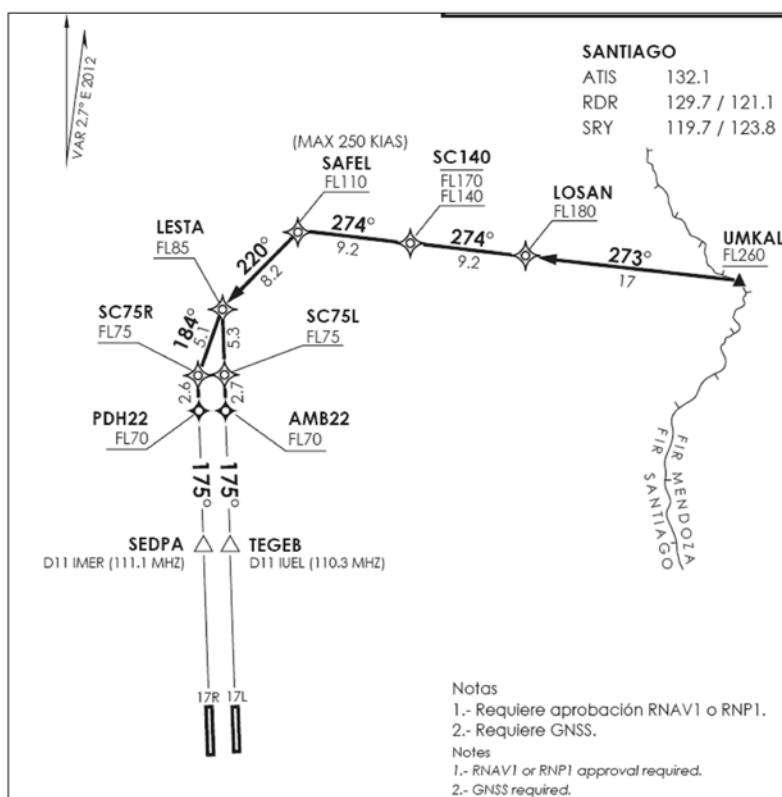 VAR 2.7° E 2012
SANTIAGO
ATIS 132.1
RDR 129.7 / 121.1
SRY 119.7 / 123.8
(MAX 250 KIAS)
SAFEL
FL110
SC140
FL170
FL140
LOSAN
FL180
UMKAL
FL260
274°
9.2
274°
9.2
273°
17
LESTA
FL85
220°
8.2
SC75R
FL75
184°
5.1
5.3
SC75L
FL75
2.6
2.7
PDH22
FL70
AMB22
FL70
175°
175°
FIR MENDOZA
FIR SANTIAGO
SEDPA
D11 IMER (111.1 MHZ)
TEGEB
D11 IUEL (110.3 MHZ)
17R
17L
Notas
1.- Requiere aprobación RNAV1 o RNP1.
2.- Requiere GNSS.
Notes
1.- RNAV1 or RNP1 approval required.
2.- GNSS required.